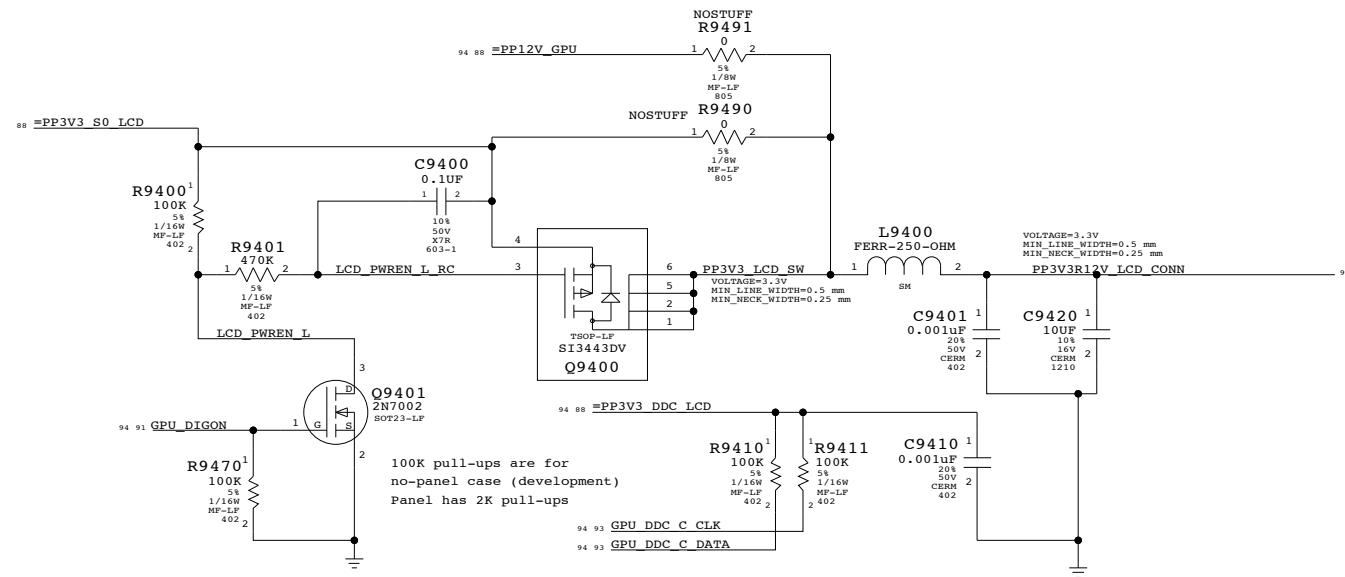 NOSTUFF
R9491
0
94 88 =PP12V_GPU 1 2
5%
1/8W
MF-LF
805
R9490
NOSTUFF 0
1 2
5%
1/8W
MF-LF
805
88 =PP3V3_S0_LCD
C9400
0.1UF
1 2
10%
50V
X7R
603-1
R9400 1
100K
5%
1/16W
MF-LF
402 2
R9401
470K
1 2
5%
1/16W
MF-LF
402
LCD_PWREN_L_RC
4
3
6
5
2
1
TSOP-LF
SI3443DV
Q9400
PP3V3_LCD_SW
VOLTAGE=3.3V
MIN_LINE_WIDTH=0.5 mm
MIN_NECK_WIDTH=0.25 mm
L9400
FERR-250-OHM
1 2
SM
VOLTAGE=3.3V
MIN_LINE_WIDTH=0.5 mm
MIN_NECK_WIDTH=0.25 mm
PP3V3R12V_LCD_CONN
9
C9401 1
0.001uF
20%
50V 2
CERM
402
C9420 1
10UF
10%
16V 2
CERM
1210
LCD_PWREN_L
3
D
Q9401
2N7002
SOT23-LF
94 91 GPU_DIGON 1 G S
2
R9470 1
100K
5%
1/16W
MF-LF
402 2
100K pull-ups are for
no-panel case (development)
Panel has 2K pull-ups
94 88 =PP3V3_DDC_LCD
R9410 1
100K
5%
1/16W
MF-LF
402 2
1 R9411
100K
5%
1/16W
MF-LF
2 402
C9410 1
0.001uF
20%
50V 2
CERM
402
94 93 GPU_DDC_C_CLK
94 93 GPU_DDC_C_DATA